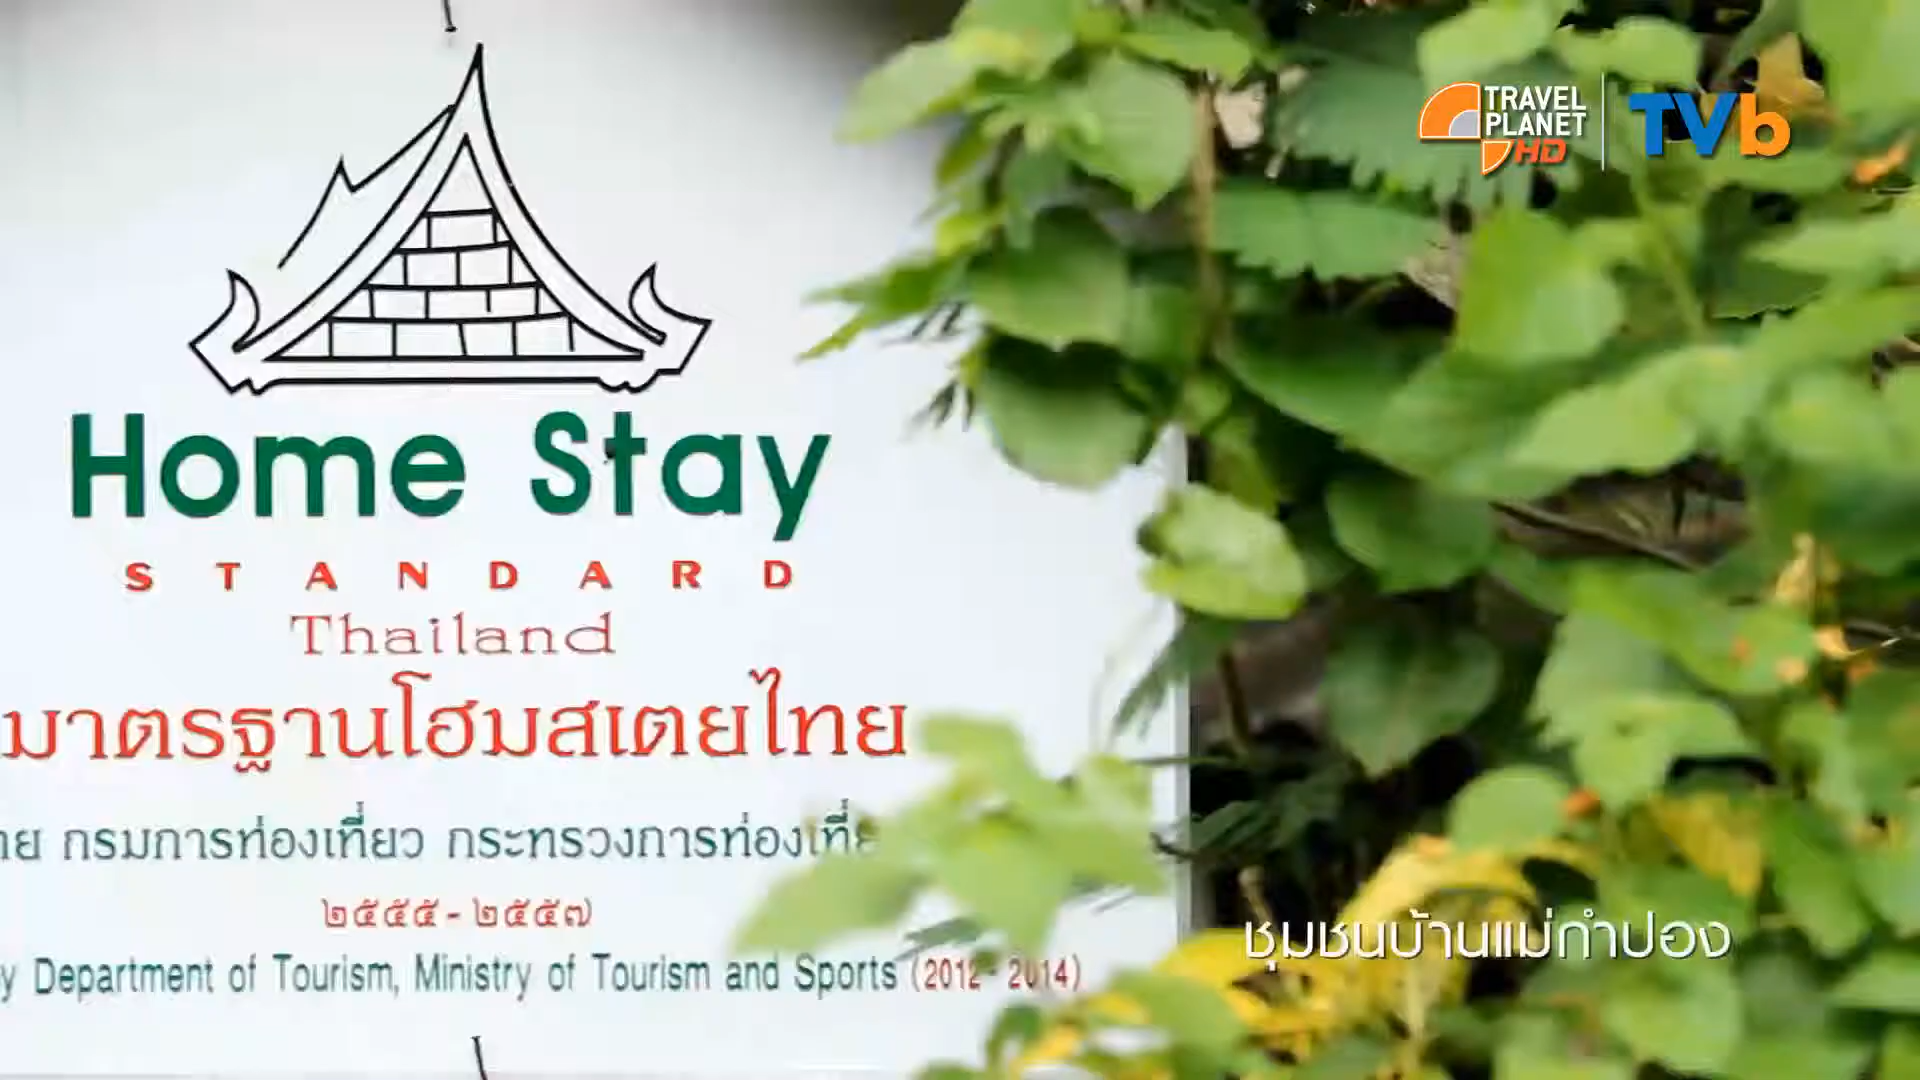 TRAVEL
PLANET
HD
TVb
Home Stay
STANDARD
Thailand
มาตรฐานโฮมสเตย์ไทย
กรมการท่องเที่ยว กระทรวงการท่องเที่
๒๕๕๕ - ๒๕๕๗
y Department of Tourism, Ministry of Tourism and Sports (2012 - 2014)
ชุมชนบ้านแม่กำปอง